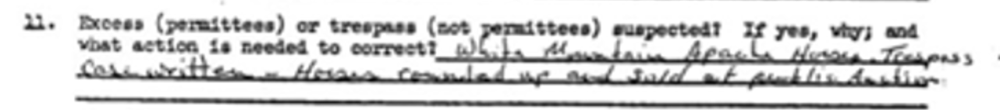 11. Excess (permittees) or trespass (not permittees) suspected? If yes, why; and
what action is needed to correct? White Mountain Apache Horses. Trespass
Case written - Horses rounded up and sold at public Auction